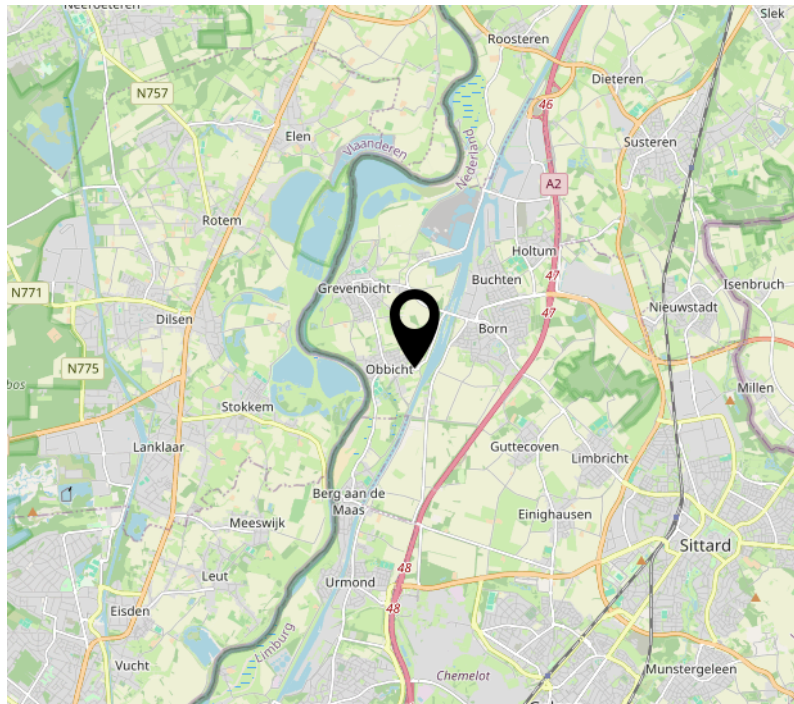 Neeroeteren
Slek
Roosteren
Dieteren
N757
46
Elen
Susteren
Vlaanderen
Nederland
A2
Rotem
Holtum
47
Buchten
Isenbruch
Grevenbicht
N771
Nieuwstadt
47
Dilsen
Born
N775
Obbicht
bos
Millen
Stokkem
Lanklaar
Guttecoven
Limbricht
Berg aan de
Maas
Meeswijk
Einighausen
Sittard
48
Leut
Urmond
Eisden
48
Limburg
Vucht
Chemelot
Munstergeleen